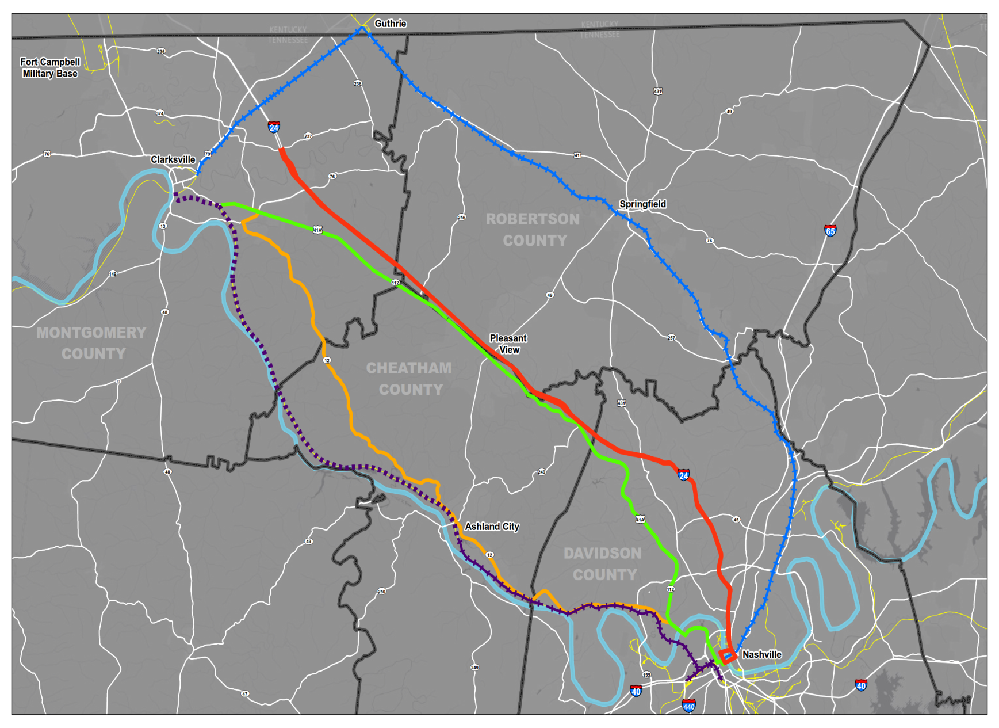 Guthrie
KENTUCKY
TENNESSEE
KENTUCKY
TENNESSEE
Fort Campbell
Military Base
236
238
431
374
49
24
237
76
79
41
Clarksville
76
Springfield
256
ROBERTSON
COUNTY
13
41A
65
76
149
112
49
48
MONTGOMERY
COUNTY
Pleasant
View
257
12
CHEATHAM
COUNTY
13
431
48
249
24
41A
45
Ashland City
49
12
DAVIDSON
COUNTY
250
112
Nashville
249
155
40
40
47
440